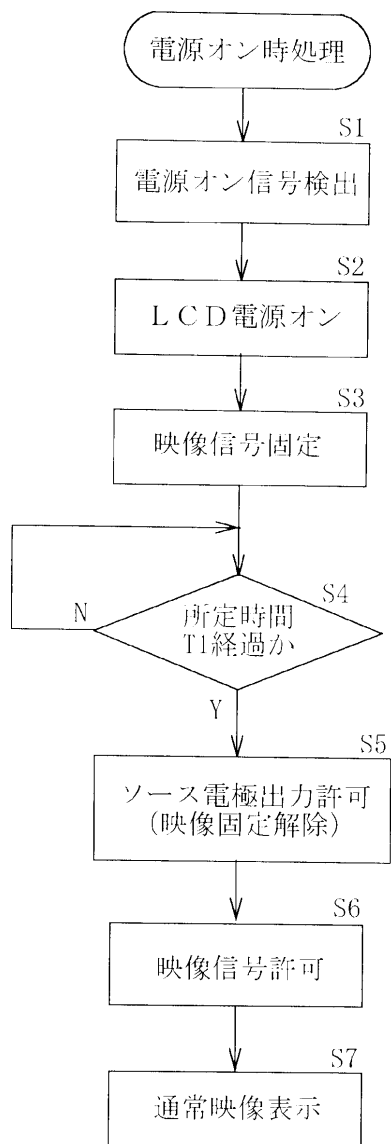 電源オン時処理
S1
電源オン信号検出
S2
ＬＣＤ電源オン
S3
映像信号固定
S4
所定時間
T1経過か
N
Y
S5
ソース電極出力許可
(映像固定解除)
S6
映像信号許可
S7
通常映像表示